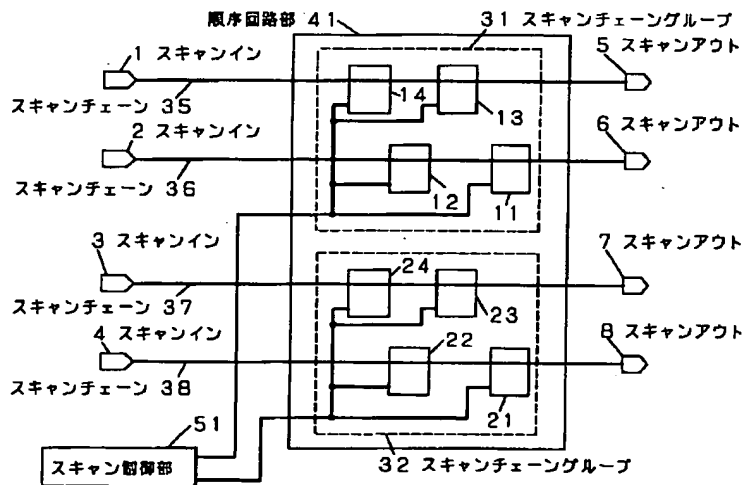 順序回路部 41
31 スキャンチェーングループ
1 スキャンイン
5 スキャンアウト
スキャンチェーン 35
14
13
2 スキャンイン
6 スキャンアウト
スキャンチェーン 36
12
11
3 スキャンイン
7 スキャンアウト
24
スキャンチェーン 37
23
4 スキャンイン
8 スキャンアウト
22
スキャンチェーン 38
21
51
スキャン制御部
32 スキャンチェーングループ